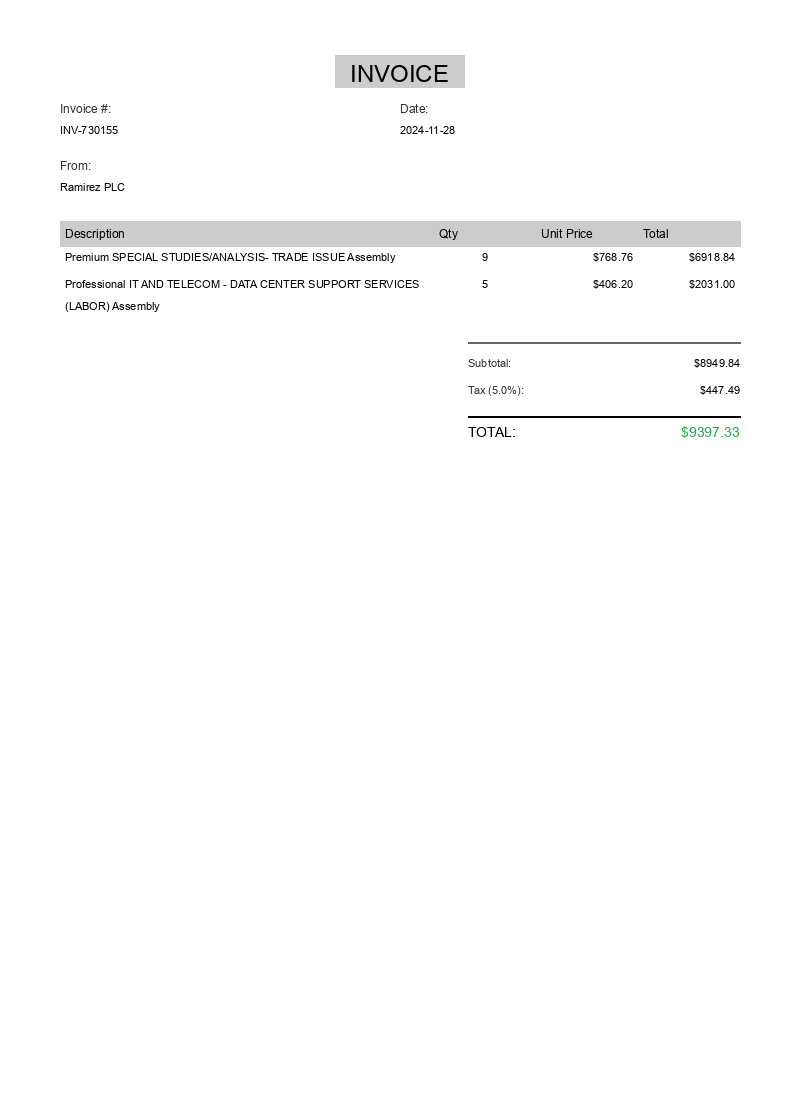 INVOICE
Invoice #: Date:
INV-730155 2024-11-28
From:
Ramirez PLC
Description Qty Unit Price Total
Premium SPECIAL STUDIES/ANALYSIS- TRADE ISSUE Assembly 9 $768.76 $6918.84
Professional IT AND TELECOM - DATA CENTER SUPPORT SERVICES 5 $406.20 $2031.00
(LABOR) Assembly
Subtotal: $8949.84
Tax (5.0%): $447.49
TOTAL: $9397.33